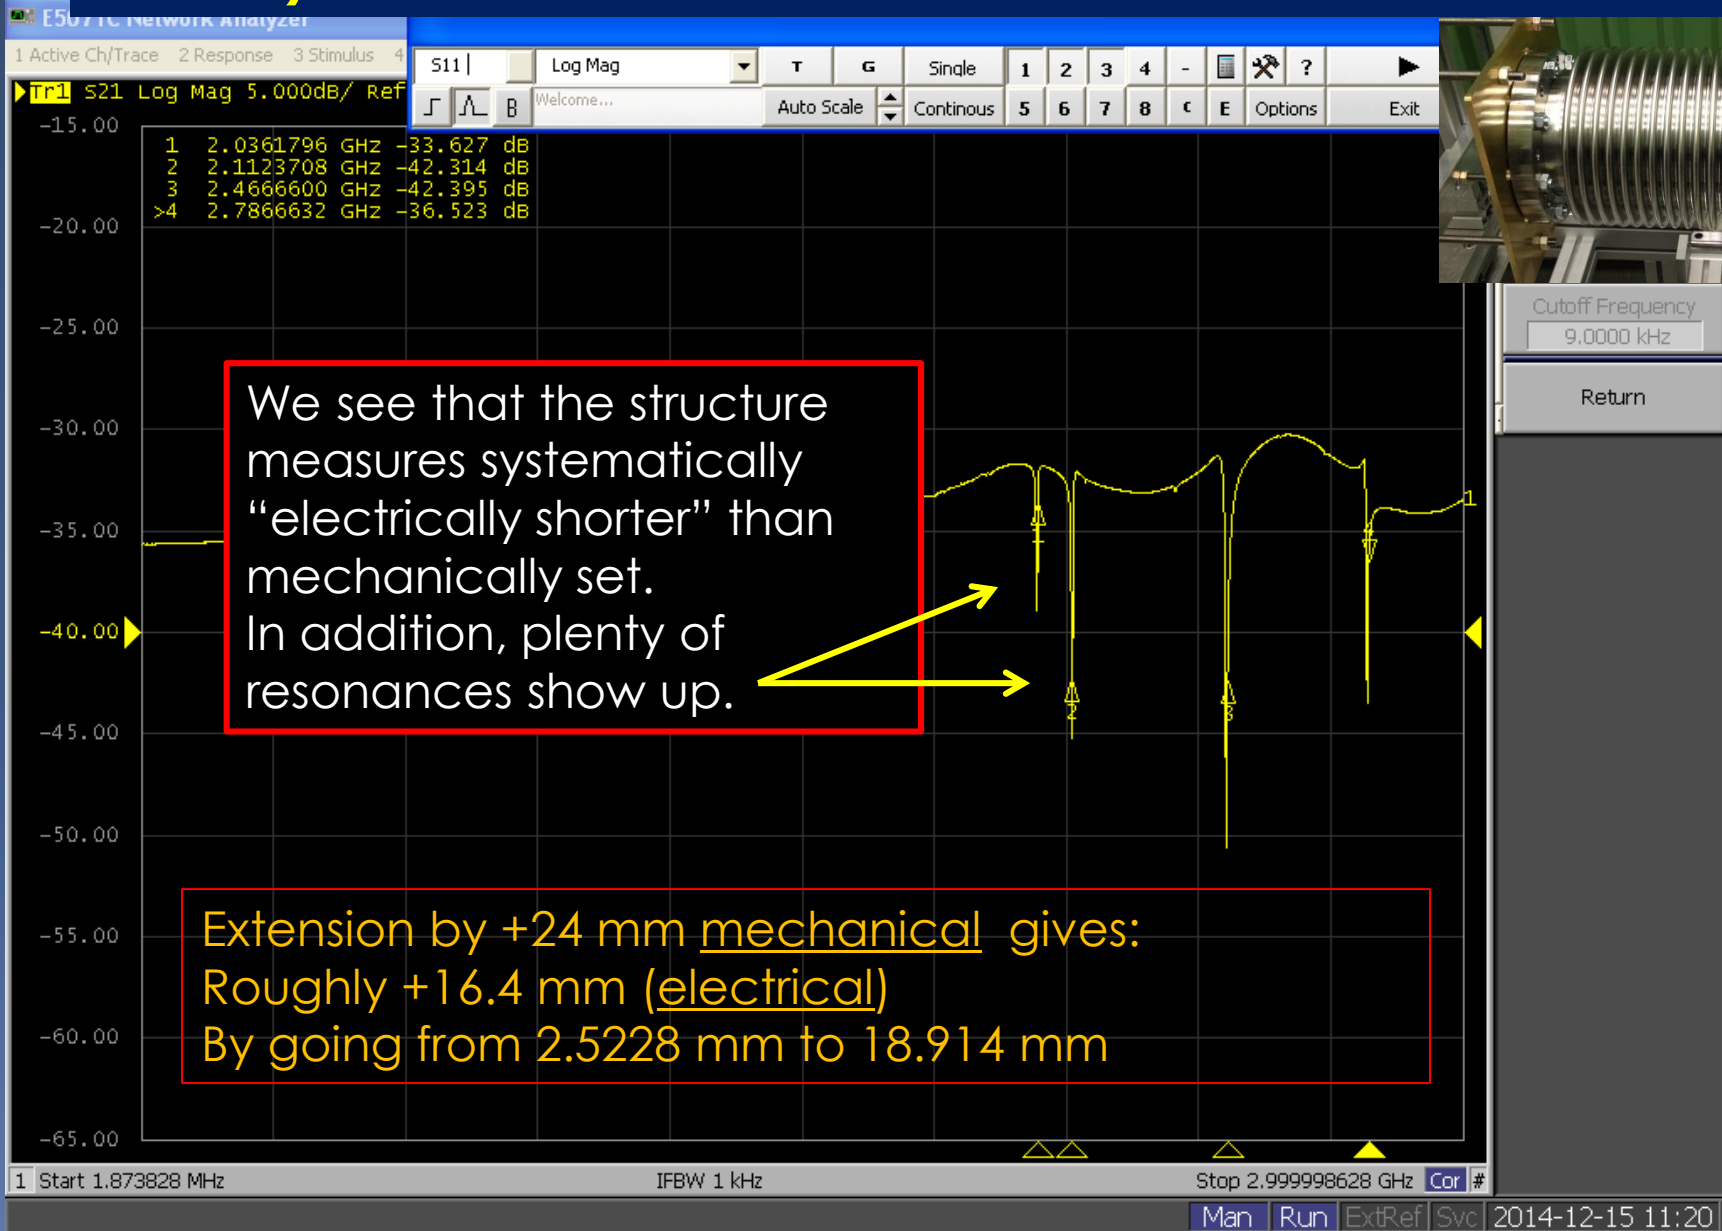 E5071C Network Analyzer
1 Active Ch/Trace 2 Response 3 Stimulus 4
S11 Log Mag T G Single 1 2 3 4 - ?
B Welcome... Auto Scale Continous 5 6 7 8 C E Options Exit
Tr1 S21 Log Mag 5.000dB/ Ref
-15.00
1 2.0361796 GHz -33.627 dB
2 2.1123708 GHz -42.314 dB
3 2.4666600 GHz -42.395 dB
>4 2.7866632 GHz -36.523 dB
-20.00
-25.00
-30.00
-35.00
-40.00
-45.00
-50.00
-55.00
-60.00
-65.00
Cutoff Frequency
9.0000 kHz
Return
We see that the structure
measures systematically
“electrically shorter” than
mechanically set.
In addition, plenty of
resonances show up.
1
2
3
4
1
Extension by +24 mm mechanical gives:
Roughly +16.4 mm (electrical)
By going from 2.5228 mm to 18.914 mm
1 Start 1.873828 MHz IFBW 1 kHz Stop 2.999998628 GHz Cor #
Man Run ExtRef Svc 2014-12-15 11:20